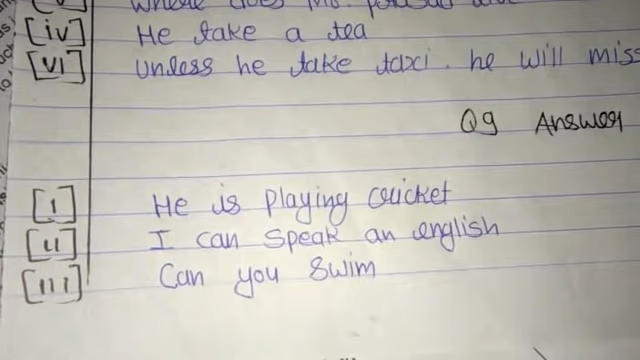 [iv] He take a tea
[vi] Unless he take taxi. he will miss
Q9 Answer
[i] He is playing cricket
[ii] I can speak an english
[iii] Can you Swim